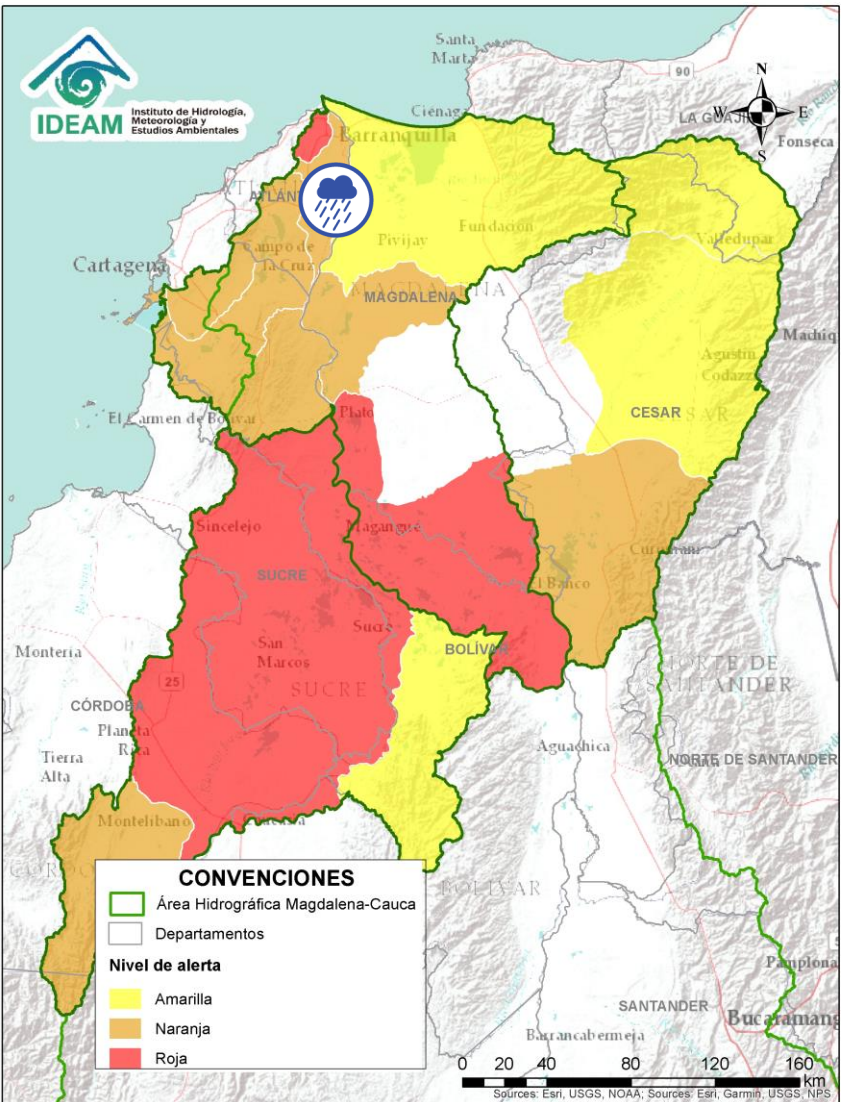 IDEAM
Instituto de Hidrología,
Meteorología y
Estudios Ambientales
Santa
Marta
90
N
W
E
S
LA GUAJIRA
Fonseca
Ciénaga
Barranquilla
Valledupar
Fundación
Pivijay
Campo de
la Cruz
Cartagena
MAGDALENA
MAGDALENA
Agustín
Codazzi
El Carmen de Bolívar
Plato
CESAR
CESAR
Sincelejo
Magangué
SUCRE
El Banco
Sucre
San
Marcos
BOLÍVAR
Montería
SUCRE
25
NORTE DE
SANTANDER
CÓRDOBA
Planeta
Rica
Tierra
Alta
Aguachica
NORTE DE SANTANDER
Montelibano
BOLÍVAR
CONVENCIONES
Área Hidrográfica Magdalena-Cauca
Departamentos
Nivel de alerta
Amarilla
Naranja
Roja
Pamplona
SANTANDER
Bucaramang
Barrancabermeja
0 20 40 80 120 160
km
Sources: Esri, USGS, NOAA; Sources: Esri, Garmin, USGS, NPS